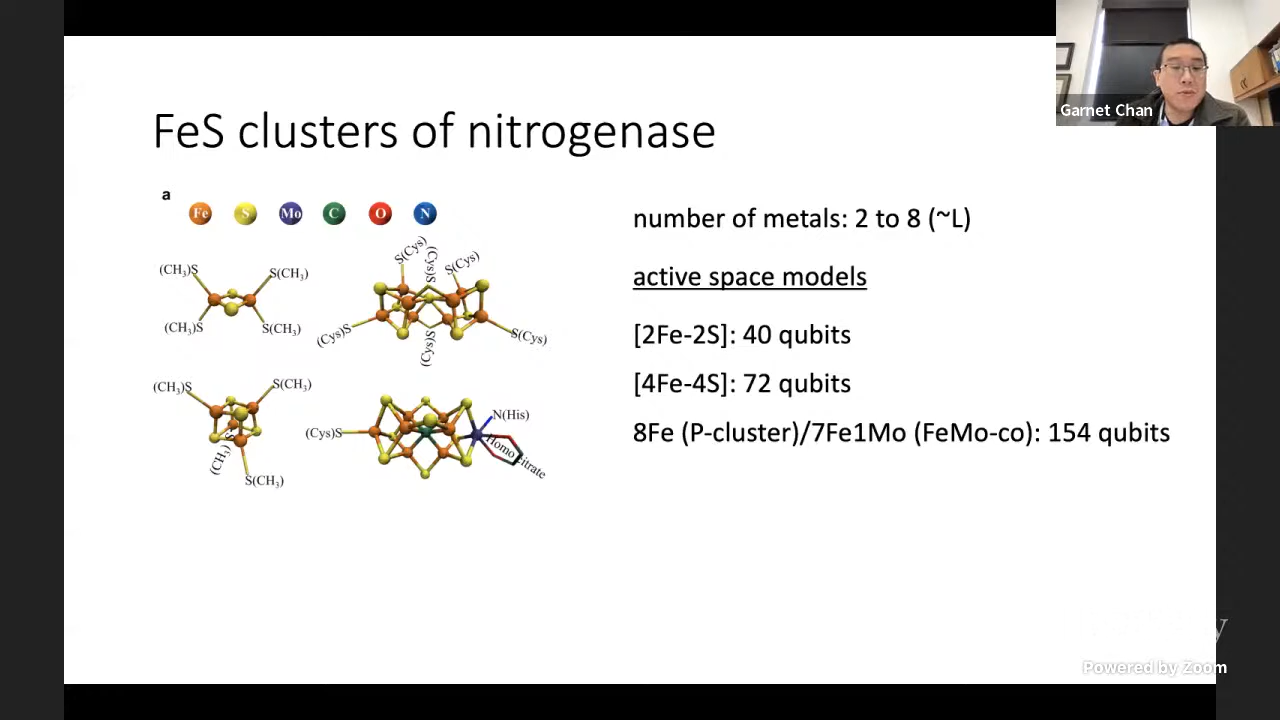 Garnet Chan
FeS clusters of nitrogenase
a
Fe S Mo C O N
(CH₃)S S(CH₃)
(CH₃)S S(CH₃)
S(Cys) (Cys)S S(Cys)
(Cys)S (Cys)S S(Cys)
(CH₃)S S(CH₃)
(CH₃)S
S(CH₃)
N(His)
(Cys)S
Homo citrate
number of metals: 2 to 8 (~L)
active space models
[2Fe-2S]: 40 qubits
[4Fe-4S]: 72 qubits
8Fe (P-cluster)/7Fe1Mo (FeMo-co): 154 qubits
Powered by Zoom